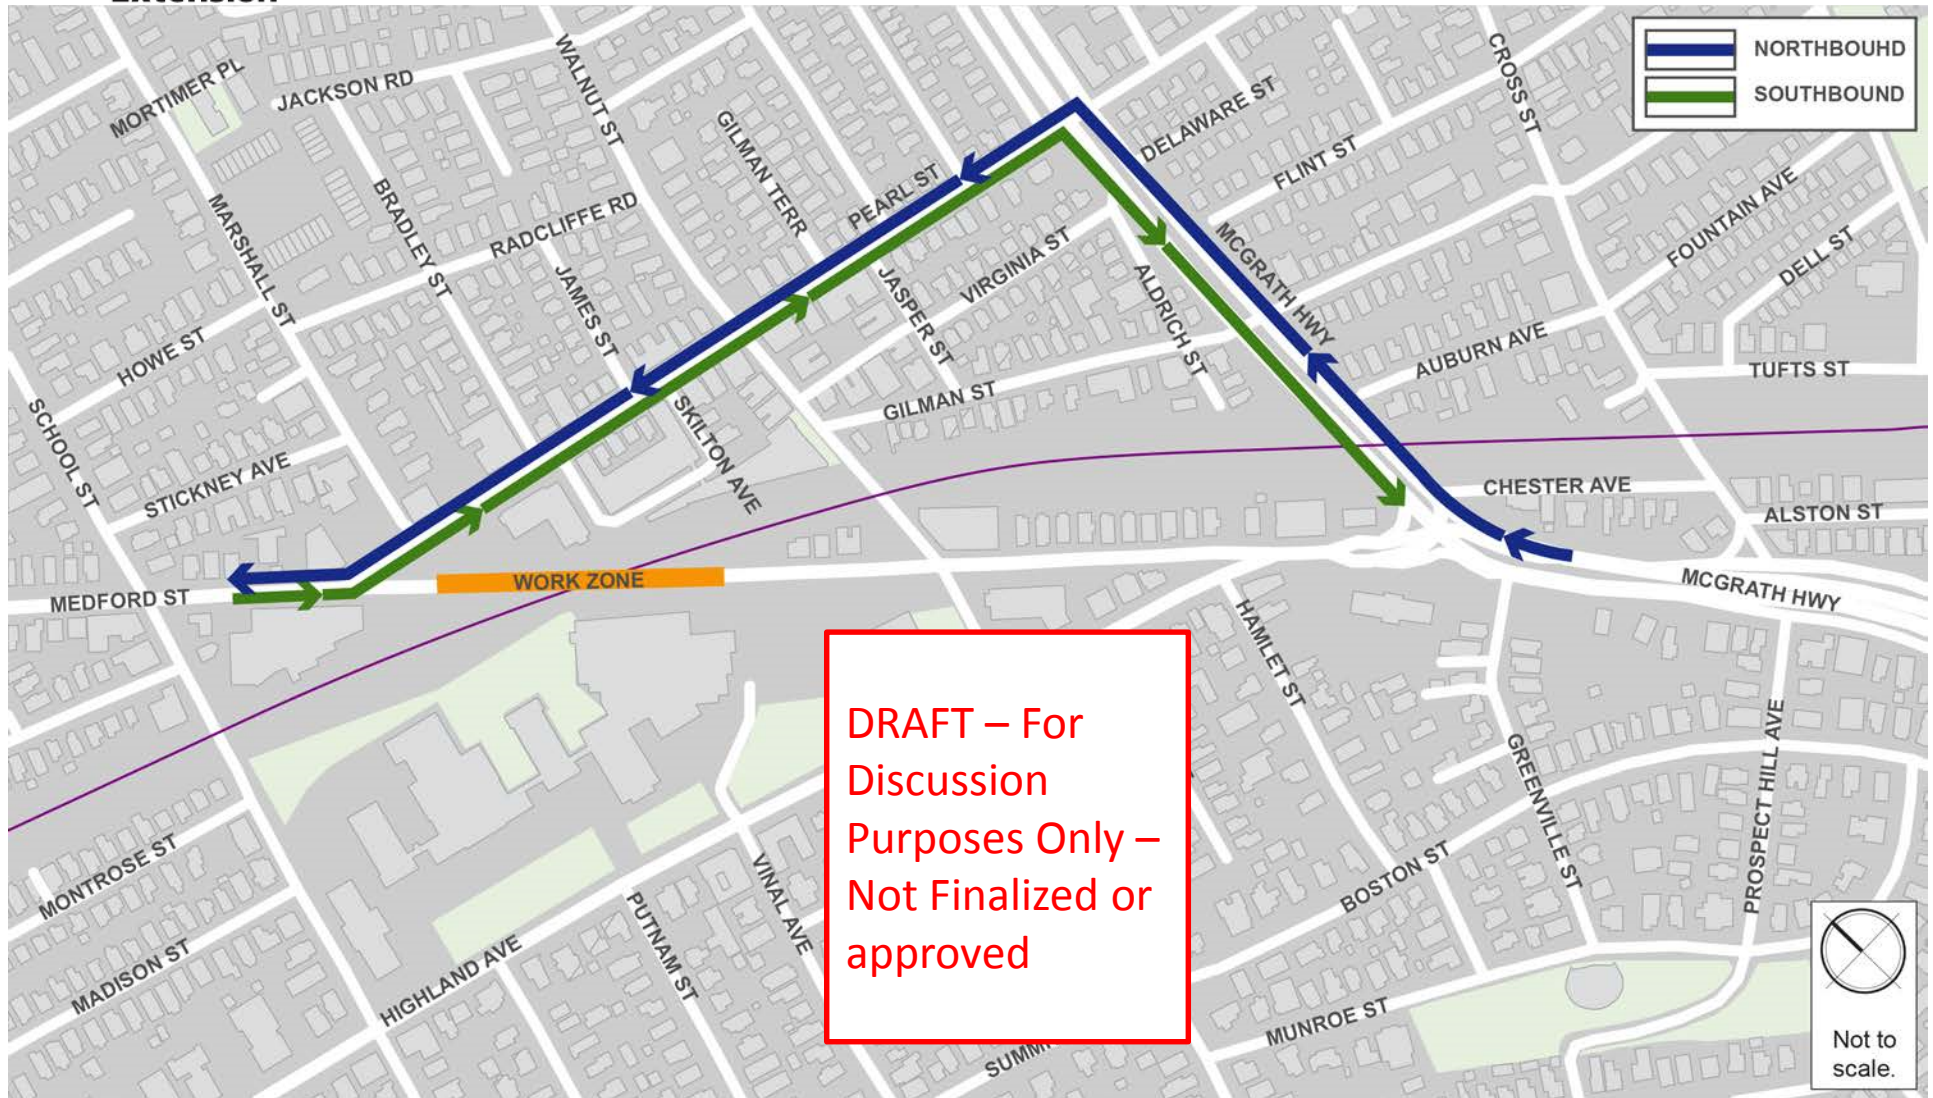 Extension
NORTHBOUHD
SOUTHBOUND
MORTIMER PL
JACKSON RD
WALNUT ST
GILMAN TERR
PEARL ST
DELAWARE ST
FLINT ST
CROSS ST
FOUNTAIN AVE
DELL ST
MARSHALL ST
BRADLEY ST
RADCLIFFE RD
JAMES ST
JASPER ST
VIRGINIA ST
ALDRICH ST
MCGRATH HWY
AUBURN AVE
TUFTS ST
HOWE ST
SCHOOL ST
STICKNEY AVE
SKILTON AVE
GILMAN ST
CHESTER AVE
ALSTON ST
MEDFORD ST
WORK ZONE
MCGRATH HWY
HAMLET ST
GREENVILLE ST
PROSPECT HILL AVE
BOSTON ST
MUNROE ST
MONTROSE ST
MADISON ST
HIGHLAND AVE
PUTNAM ST
VINAL AVE
DRAFT – For
Discussion
Purposes Only –
Not Finalized or
approved
Not to
scale.